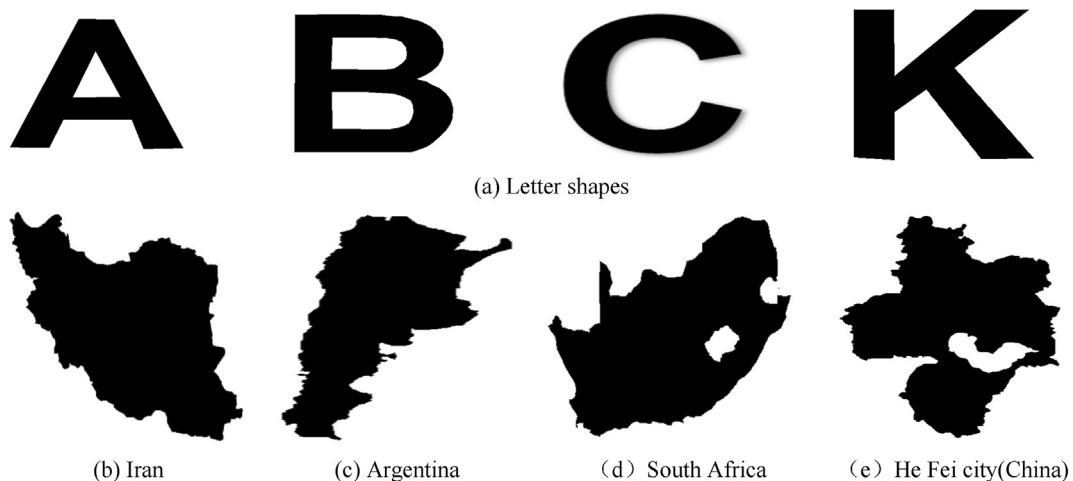 A B C K
(a) Letter shapes
(b) Iran (c) Argentina （d）South Africa （e）He Fei city(China)